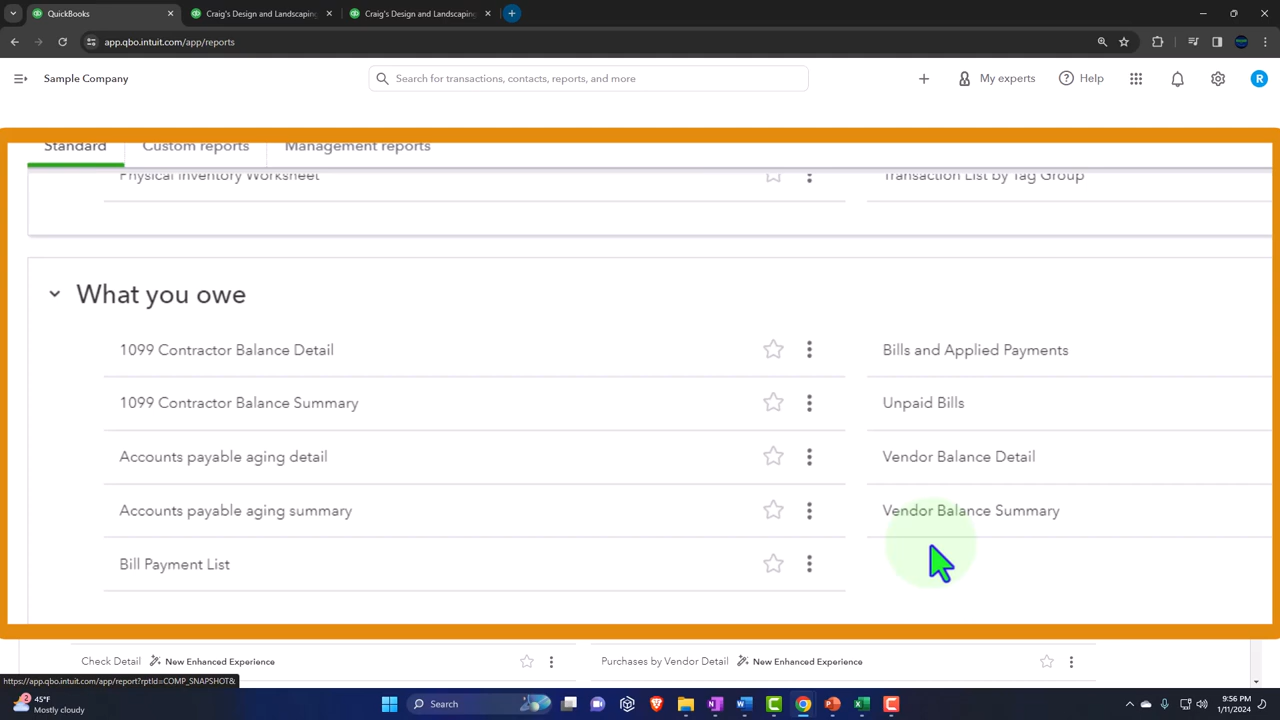 QuickBooks
Craig's Design and Landscaping
Craig's Design and Landscaping
app.qbo.intuit.com/app/reports
Sample Company
Search for transactions, contacts, reports, and more
My experts
Help
R
Standard
Custom reports
Management reports
Physical Inventory Worksheet
Transaction List by Tag Group
What you owe
1099 Contractor Balance Detail
Bills and Applied Payments
1099 Contractor Balance Summary
Unpaid Bills
Accounts payable aging detail
Vendor Balance Detail
Accounts payable aging summary
Vendor Balance Summary
Bill Payment List
Check Detail New Enhanced Experience
Purchases by Vendor Detail New Enhanced Experience
https://app.qbo.intuit.com/app/report?rptId=COMP_SNAPSHOT&
2
45°F
Mostly cloudy
Search
9:56 PM
1/11/2024